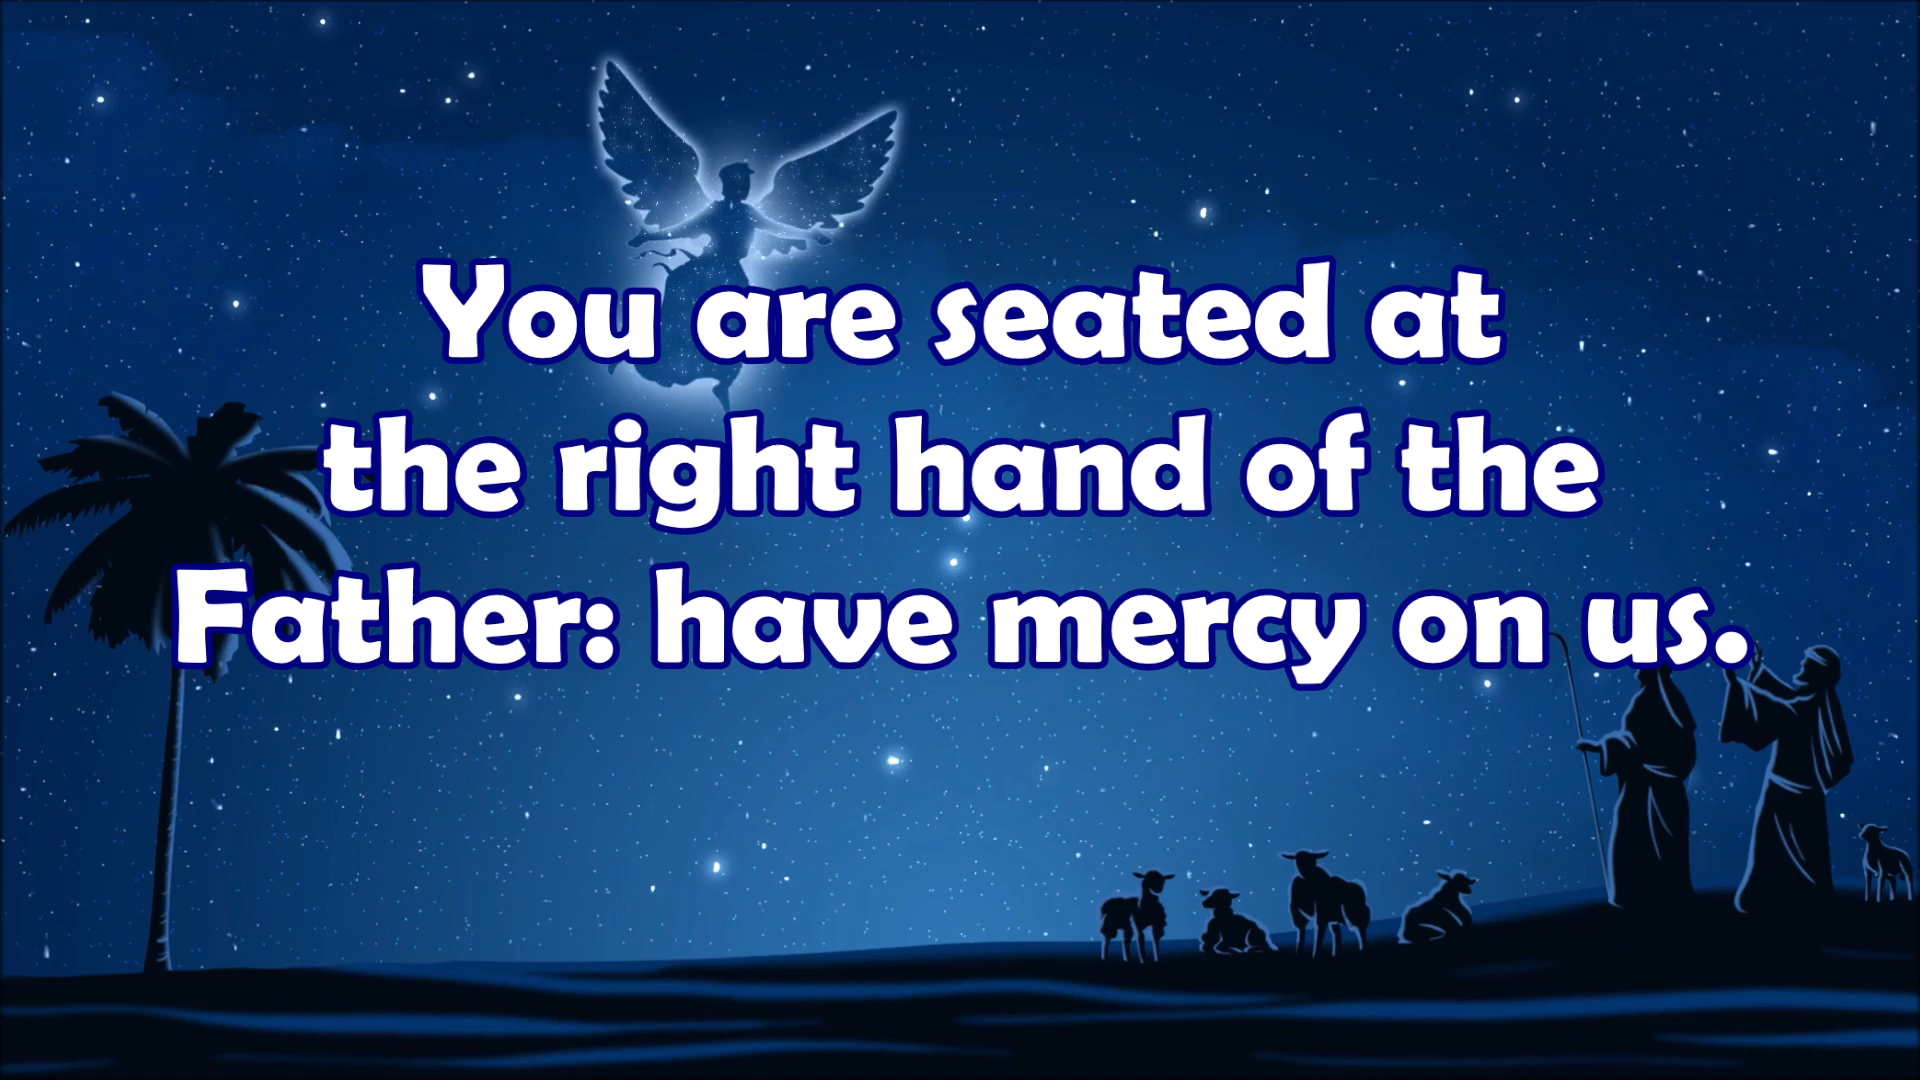 You are seated at
the right hand of the
Father: have mercy on us.